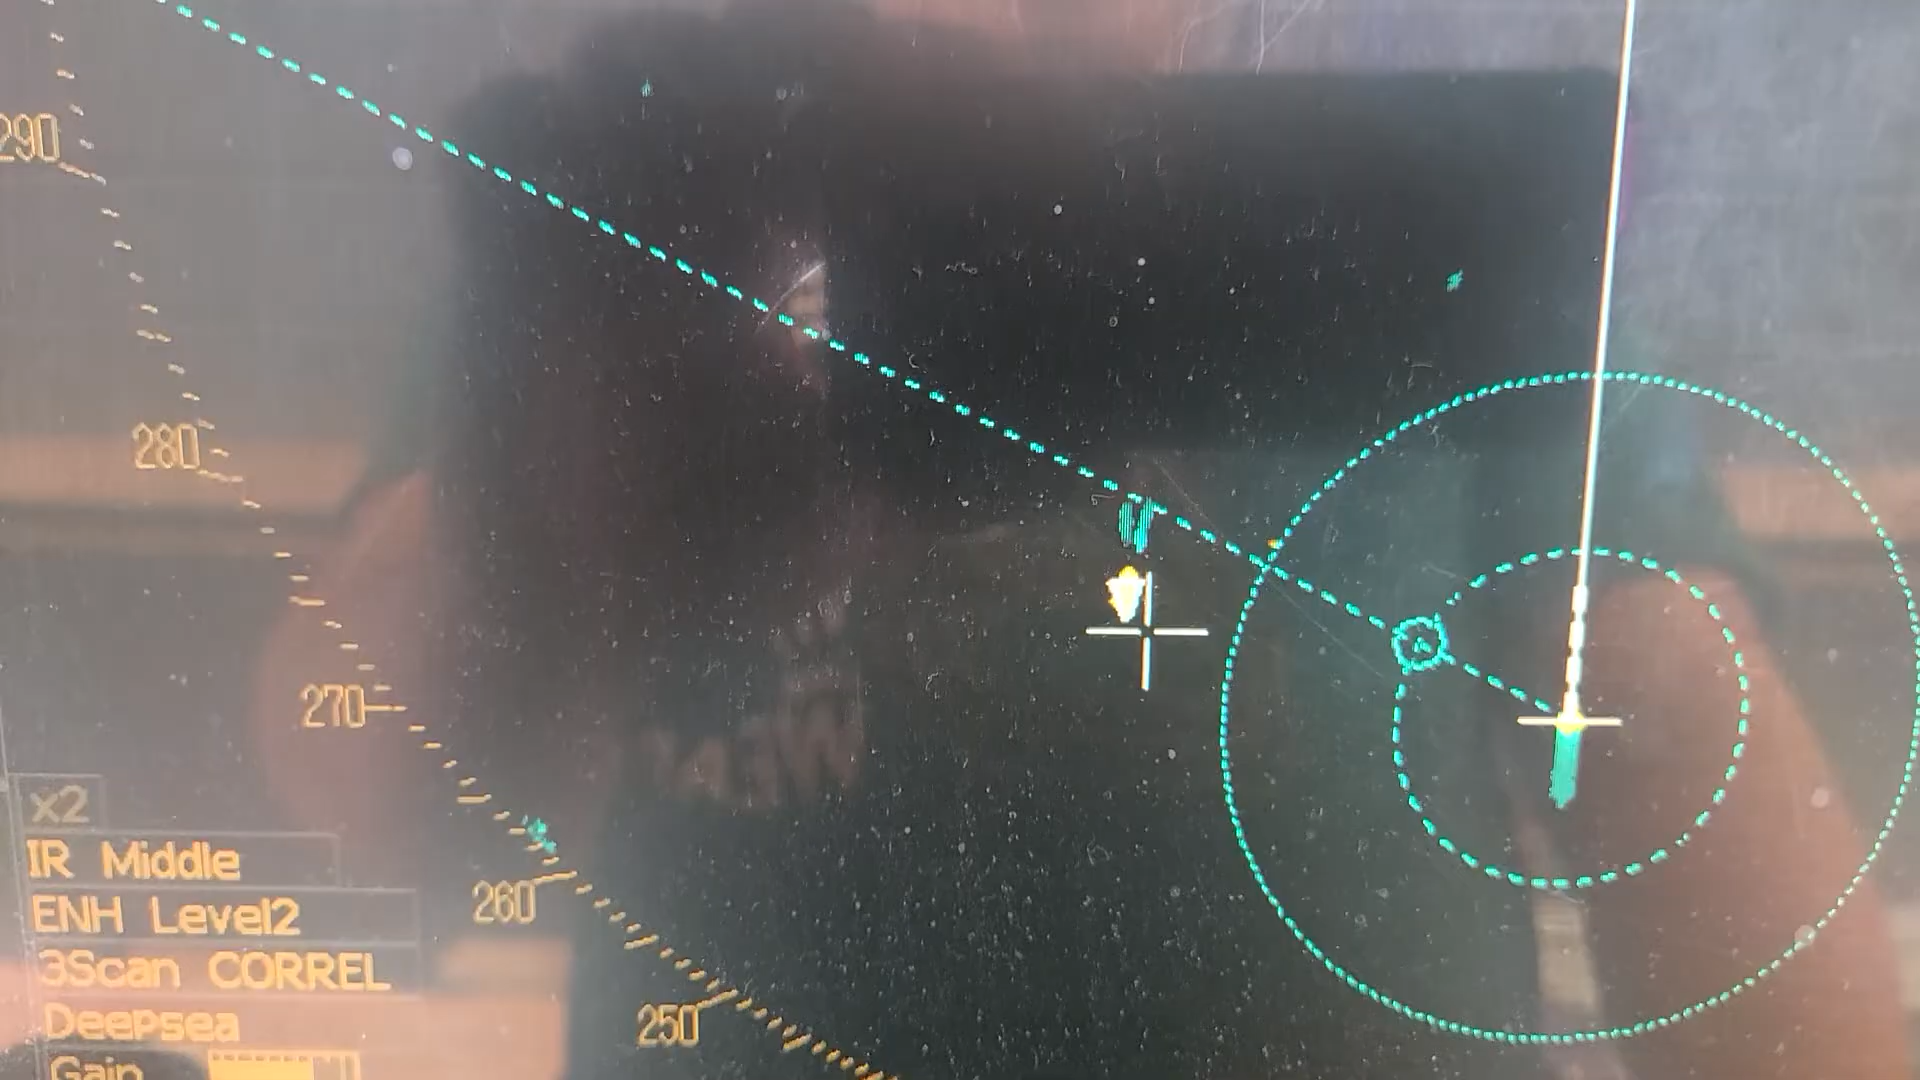 290
280
270
x2
IR Middle
260
ENH Level2
3Scan CORREL
250
Deepsea
Gain